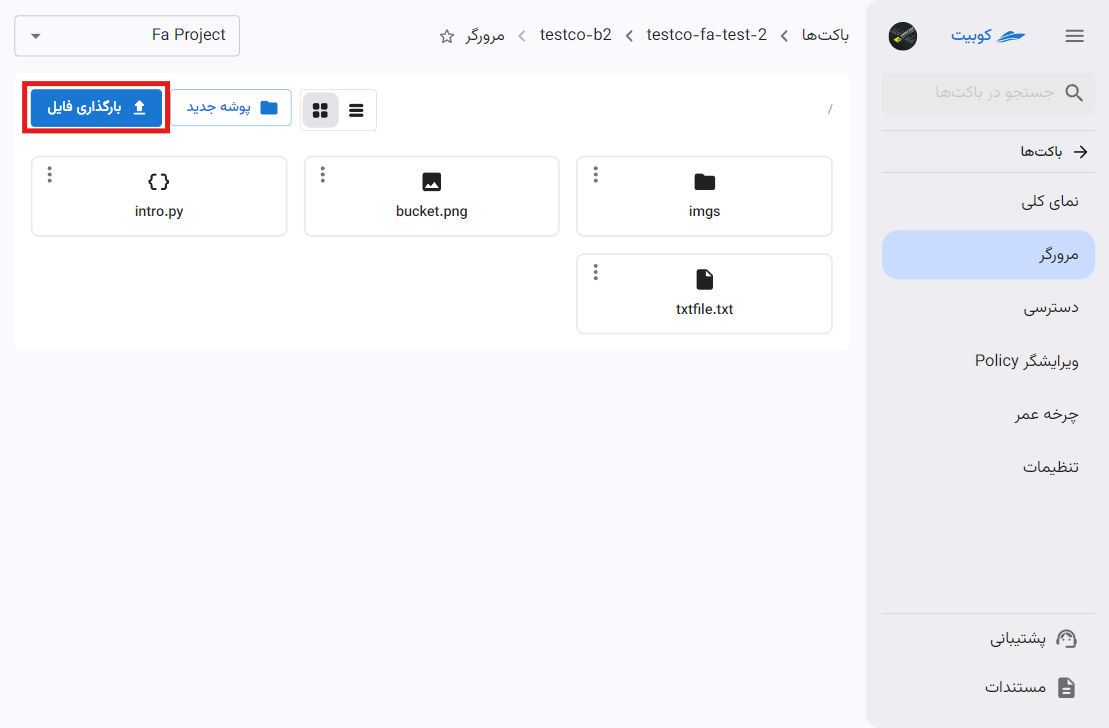 کوبیت
جستجو در باکت‌ها
باکت‌ها
نمای کلی
مرورگر
دسترسی
ویرایشگر Policy
چرخه عمر
تنظیمات
پشتیبانی
مستندات
باکت‌ها > testco-fa-test-2 > testco-b2 > مرورگر
Fa Project
/
پوشه جدید
بارگذاری فایل
imgs
bucket.png
intro.py
txtfile.txt